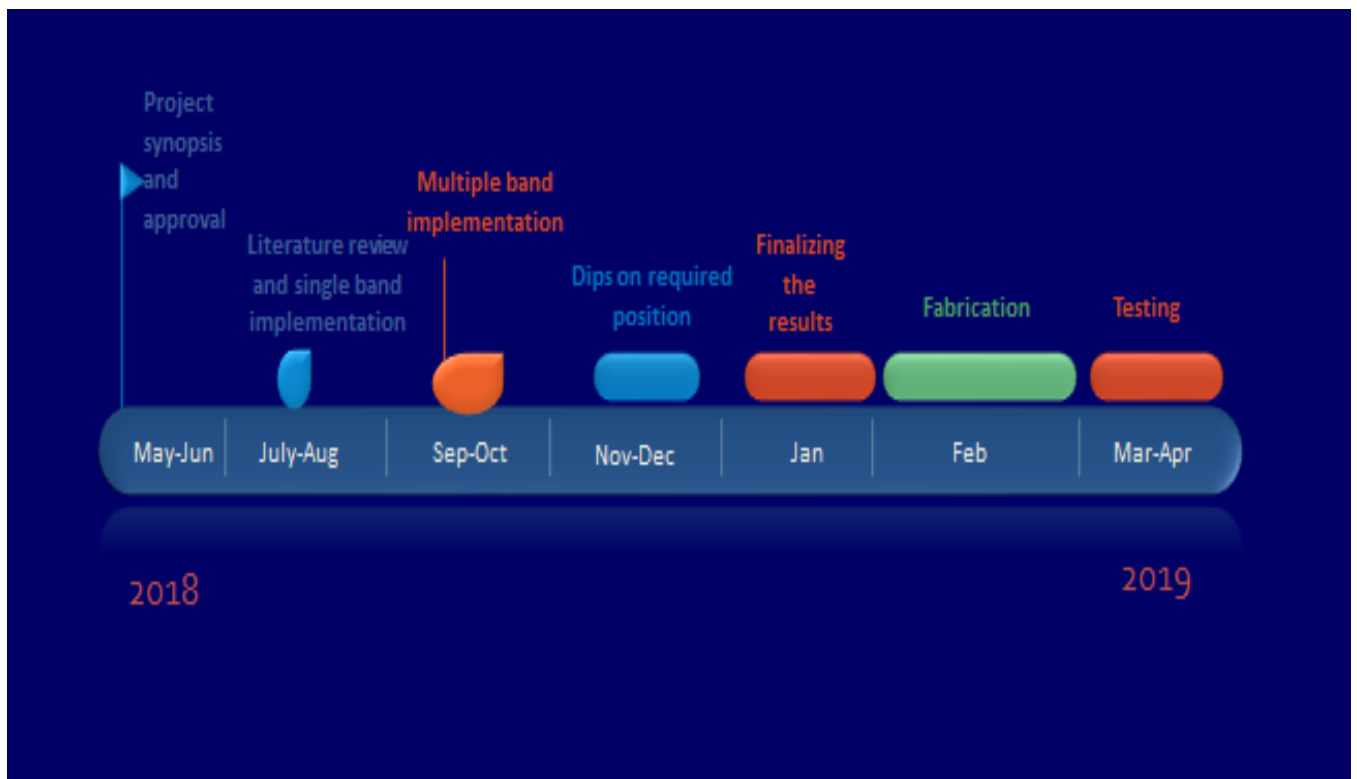 Project
synopsis
and
approval
Literature review
and single band
implementation
Multiple band
implementation
Dips on required
position
Finalizing
the
results
Fabrication
Testing
May-Jun
July-Aug
Sep-Oct
Nov-Dec
Jan
Feb
Mar-Apr
2018
2019